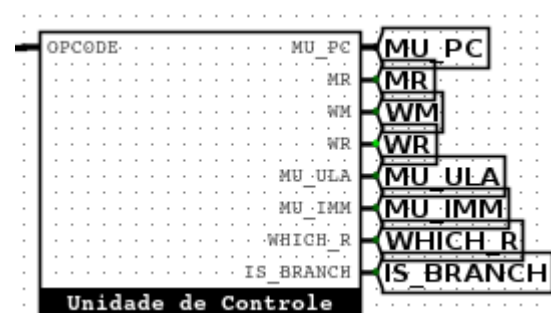 OPCODE MU_PC MU_PC
MR MR
WM WM
WR WR
MU_ULA MU_ULA
MU_IMM MU_IMM
WHICH_R WHICH_R
IS_BRANCH IS_BRANCH
Unidade de Controle